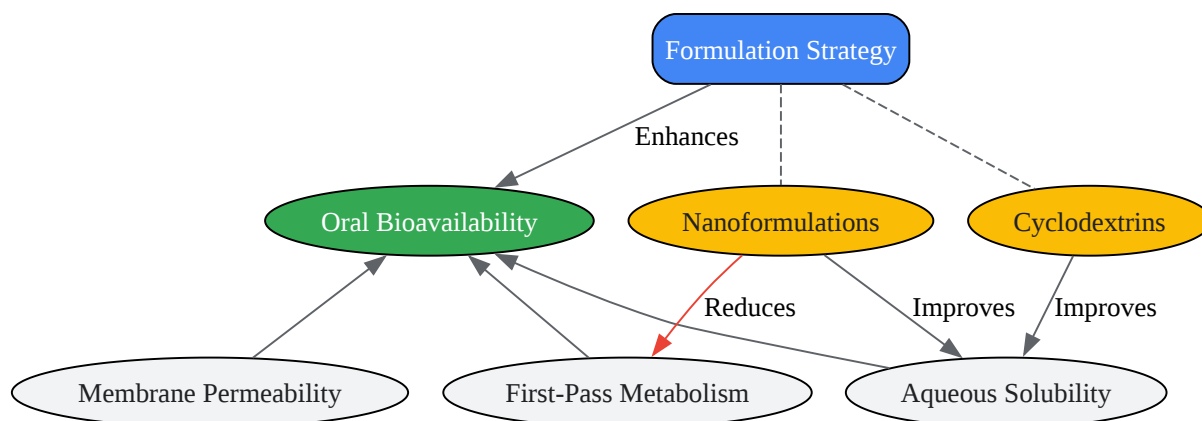 Formulation Strategy
Enhances
Oral Bioavailability
Nanoformulations
Cyclodextrins
Reduces
Improves
Improves
Membrane Permeability
First-Pass Metabolism
Aqueous Solubility